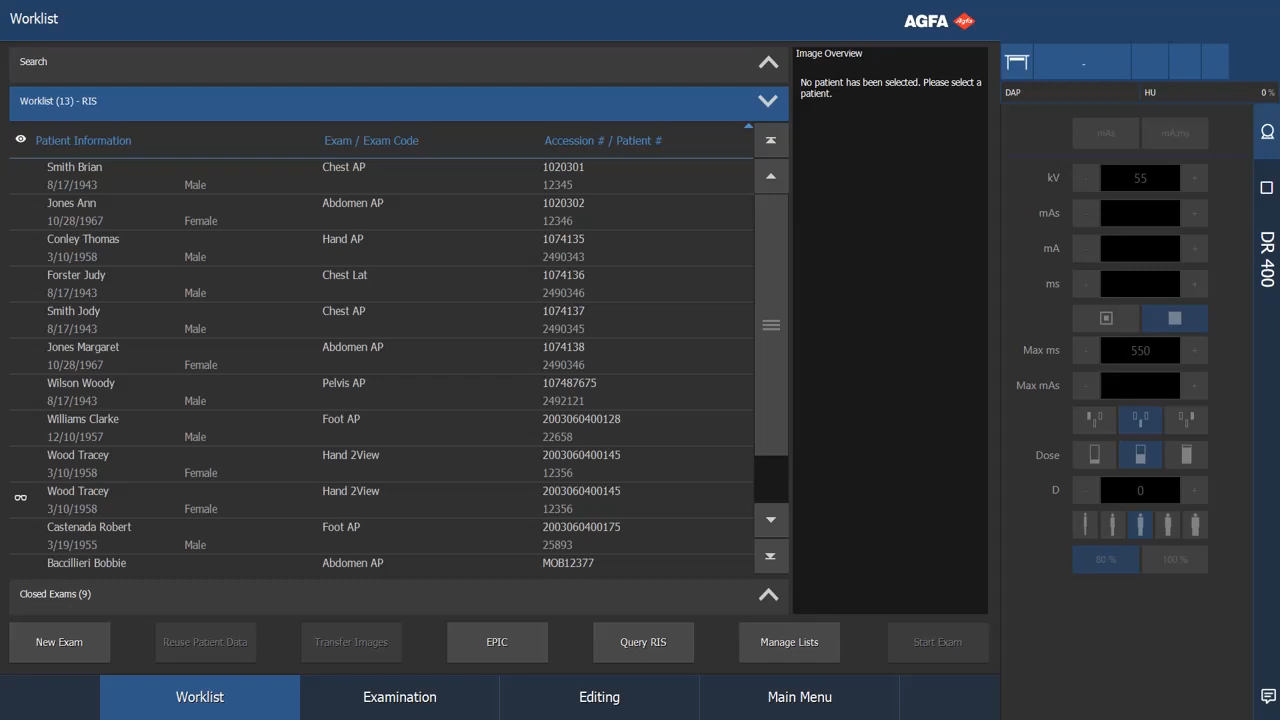 Worklist
AGFA Agfa
Search
Image Overview
No patient has been selected. Please select a
patient.
-
DAP HU 0 %
Worklist (13) - RIS
Patient Information Exam / Exam Code Accession # / Patient #
Smith Brian Chest AP 1020301
8/17/1943 Male 12345
Jones Ann Abdomen AP 1020302
10/28/1967 Female 12346
Conley Thomas Hand AP 1074135
3/10/1958 Male 2490343
Forster Judy Chest Lat 1074136
8/17/1943 Male 2490346
Smith Jody Chest AP 1074137
8/17/1943 Male 2490345
Jones Margaret Abdomen AP 1074138
10/28/1967 Female 2490346
Wilson Woody Pelvis AP 107487675
8/17/1943 Male 2492121
Williams Clarke Foot AP 2003060400128
12/10/1957 Male 22658
Wood Tracey Hand 2View 2003060400145
3/10/1958 Female 12356
Wood Tracey Hand 2View 2003060400145
3/10/1958 Female 12356
Castenada Robert Foot AP 2003060400175
3/19/1955 Male 25893
Baccillieri Bobbie Abdomen AP MOB12377
Closed Exams (9)
New Exam Reuse Patient Data Transfer Images EPIC Query RIS Manage Lists Start Exam
Worklist Examination Editing Main Menu
mAs mA,ms
kV - 55 +
mAs - +
mA - +
ms - +
Max ms - 550 +
Max mAs - +
Dose
D - 0 +
80 % 100 %
DR 400